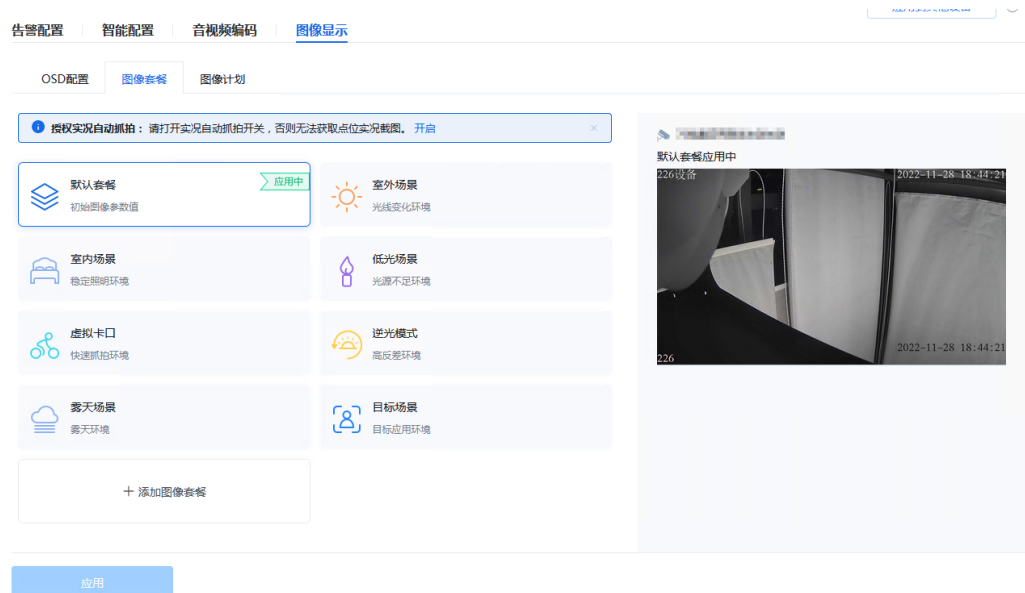 告警配置
智能配置
音视频编码
图像显示
OSD配置
图像套餐
图像计划
授权实况自动抓拍：请打开实况自动抓拍开关，否则无法获取点位实况截图。 开启
默认套餐
应用中
初始图像参数值
室外场景
光线变化环境
室内场景
稳定照明环境
低光场景
光源不足环境
虚拟卡口
快速抓拍环境
逆光模式
高反差环境
雾天场景
雾天环境
目标场景
目标应用环境
添加图像套餐
应用
默认套餐应用中
226设备
2022-11-28 18:44:21
2022-11-28 18:44:21
226